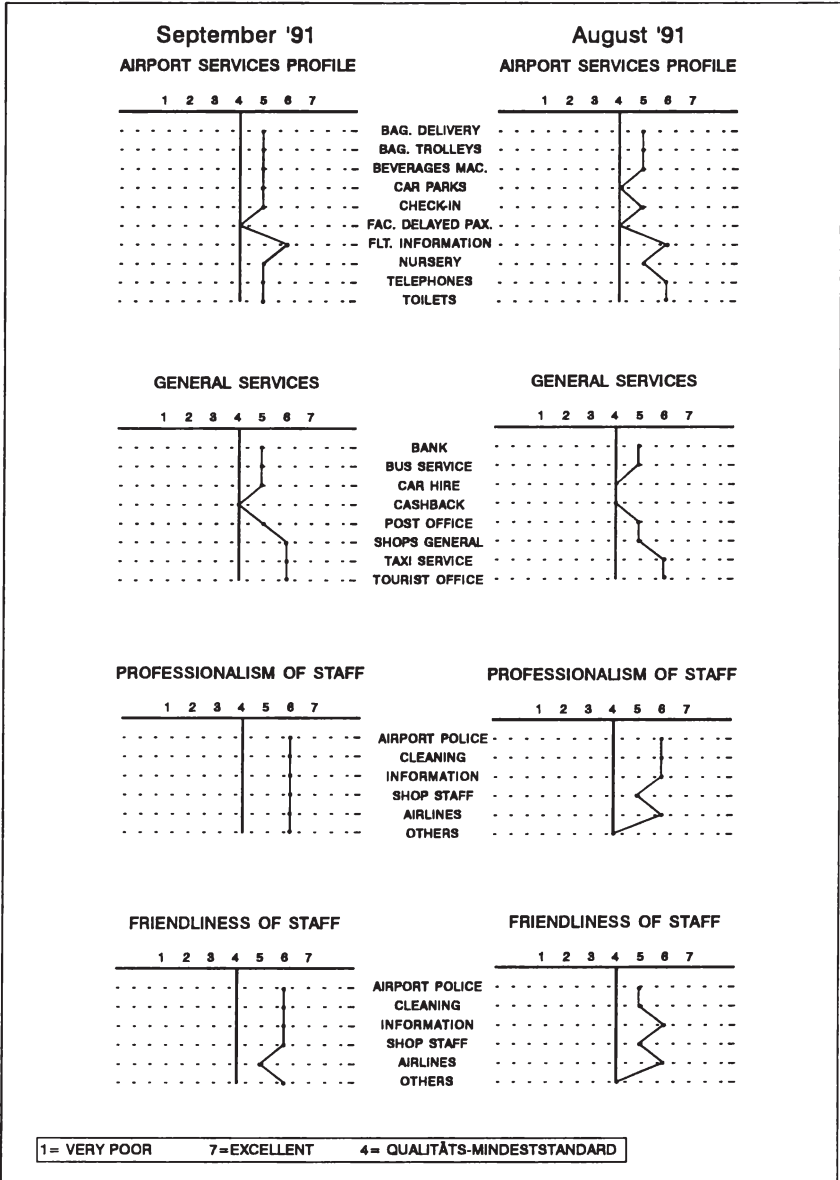 September '91 August '91
AIRPORT SERVICES PROFILE AIRPORT SERVICES PROFILE
1 2 3 4 5 6 7 1 2 3 4 5 6 7
BAG. DELIVERY
BAG. TROLLEYS
BEVERAGES MAC.
CAR PARKS
CHECK-IN
FAC. DELAYED PAX.
FLT. INFORMATION
NURSERY
TELEPHONES
TOILETS
GENERAL SERVICES GENERAL SERVICES
1 2 3 4 5 6 7 1 2 3 4 5 6 7
BANK
BUS SERVICE
CAR HIRE
CASHBACK
POST OFFICE
SHOPS GENERAL
TAXI SERVICE
TOURIST OFFICE
PROFESSIONALISM OF STAFF PROFESSIONALISM OF STAFF
1 2 3 4 5 6 7 1 2 3 4 5 6 7
AIRPORT POLICE
CLEANING
INFORMATION
SHOP STAFF
AIRLINES
OTHERS
FRIENDLINESS OF STAFF FRIENDLINESS OF STAFF
1 2 3 4 5 6 7 1 2 3 4 5 6 7
AIRPORT POLICE
CLEANING
INFORMATION
SHOP STAFF
AIRLINES
OTHERS
1= VERY POOR 7=EXCELLENT 4= QUALITÄTS-MINDESTSTANDARD